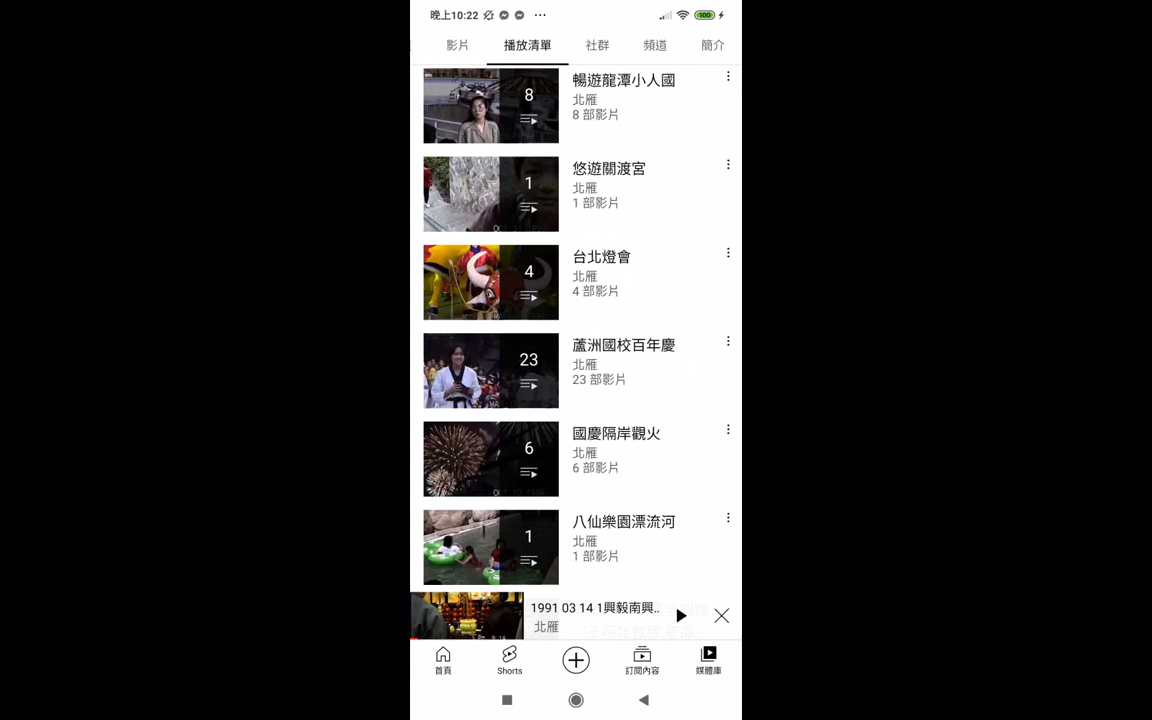 晚上10:22
100
影片 播放清單 社群 頻道 簡介
8
暢遊龍潭小人國
北雁
8 部影片
1
悠遊關渡宮
北雁
1 部影片
4
台北燈會
北雁
4 部影片
23
蘆洲國校百年慶
北雁
23 部影片
MA
6
國慶隔岸觀火
北雁
6 部影片
1
八仙樂園漂流河
北雁
1 部影片
1991 03 14 1興毅南興..
北雁
首頁 Shorts 訂閱內容 媒體庫